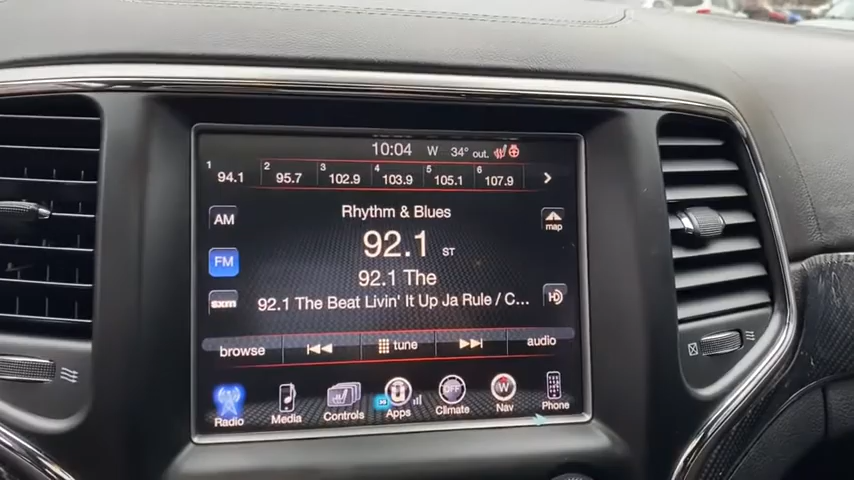 10:04 W 34° out
1 94.1 2 95.7 3 102.9 4 103.9 5 105.1 6 107.9
AM
Rhythm & Blues
map
FM
92.1 ST
92.1 The
sxm
92.1 The Beat Livin' It Up Ja Rule / C...
HD
browse tune audio
OFF W
Radio Media Controls Apps Climate Nav Phone